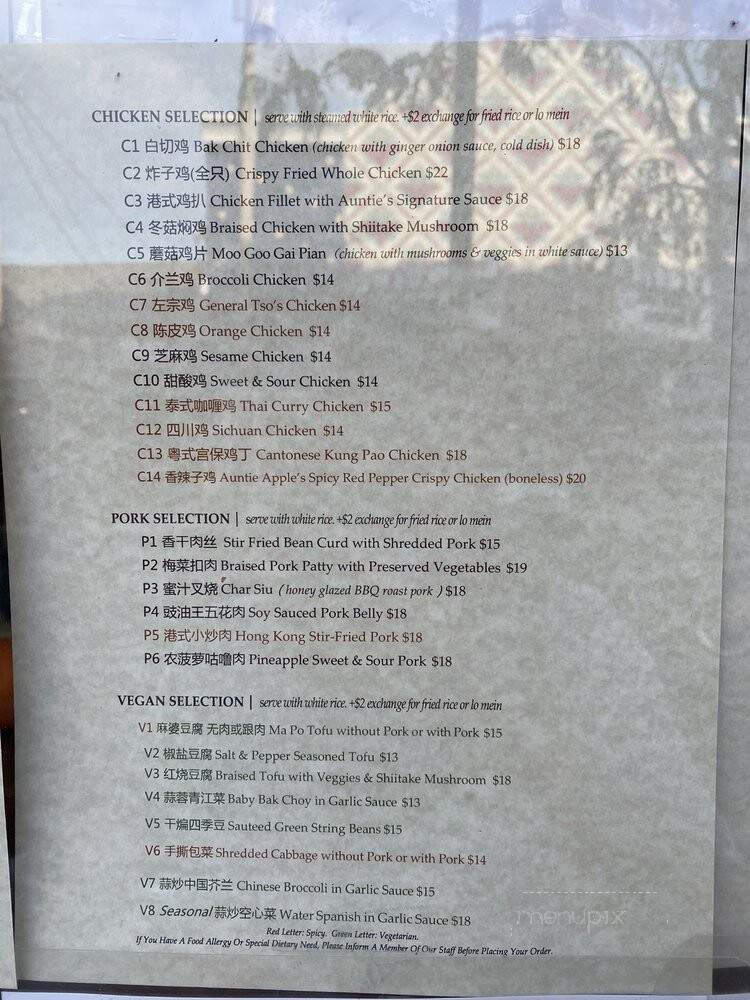 CHICKEN SELECTION | serve with steamed white rice. +$2 exchange for fried rice or lo mein
C1 白切鸡 Bak Chit Chicken (chicken with ginger onion sauce, cold dish) $18
C2 炸子鸡(全只) Crispy Fried Whole Chicken $22
C3 港式鸡扒 Chicken Fillet with Auntie's Signature Sauce $18
C4 冬菇焖鸡 Braised Chicken with Shiitake Mushroom $18
C5 蘑菇鸡片 Moo Goo Gai Pian (chicken with mushrooms & veggies in white sauce) $13
C6 介兰鸡 Broccoli Chicken $14
C7 左宗鸡 General Tso's Chicken $14
C8 陈皮鸡 Orange Chicken $14
C9 芝麻鸡 Sesame Chicken $14
C10 甜酸鸡 Sweet & Sour Chicken $14
C11 泰式咖喱鸡 Thai Curry Chicken $15
C12 四川鸡 Sichuan Chicken $14
C13 粤式宫保鸡丁 Cantonese Kung Pao Chicken $18
C14 香辣子鸡 Auntie Apple's Spicy Red Pepper Crispy Chicken (boneless) $20
PORK SELECTION | serve with white rice. +$2 exchange for fried rice or lo mein
P1 香干肉丝 Stir Fried Bean Curd with Shredded Pork $15
P2 梅菜扣肉 Braised Pork Patty with Preserved Vegetables $19
P3 蜜汁叉烧 Char Siu (honey glazed BBQ roast pork) $18
P4 豉油王五花肉 Soy Sauced Pork Belly $18
P5 港式小炒肉 Hong Kong Stir-Fried Pork $18
P6 农菠萝咕噜肉 Pineapple Sweet & Sour Pork $18
VEGAN SELECTION | serve with white rice. +$2 exchange for fried rice or lo mein
V1 麻婆豆腐 无肉或跟肉 Ma Po Tofu without Pork or with Pork $15
V2 椒盐豆腐 Salt & Pepper Seasoned Tofu $13
V3 红烧豆腐 Braised Tofu with Veggies & Shiitake Mushroom $18
V4 蒜蓉青江菜 Baby Bak Choy in Garlic Sauce $13
V5 干煸四季豆 Sauteed Green String Beans $15
V6 手撕包菜 Shredded Cabbage without Pork or with Pork $14
V7 蒜炒中国芥兰 Chinese Broccoli in Garlic Sauce $15
V8 Seasonal 蒜炒空心菜 Water Spanish in Garlic Sauce $18
Red Letter: Spicy. Green Letter: Vegetarian.
If You Have A Food Allergy Or Special Dietary Need, Please Inform A Member Of Our Staff Before Placing Your Order.
menupix